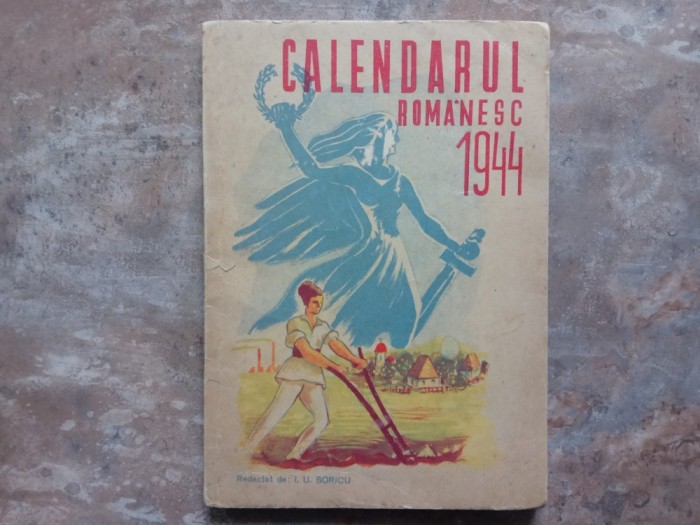 CALENDARUL
ROMÂNESC
1944
Redactat de: I. U. SORICU